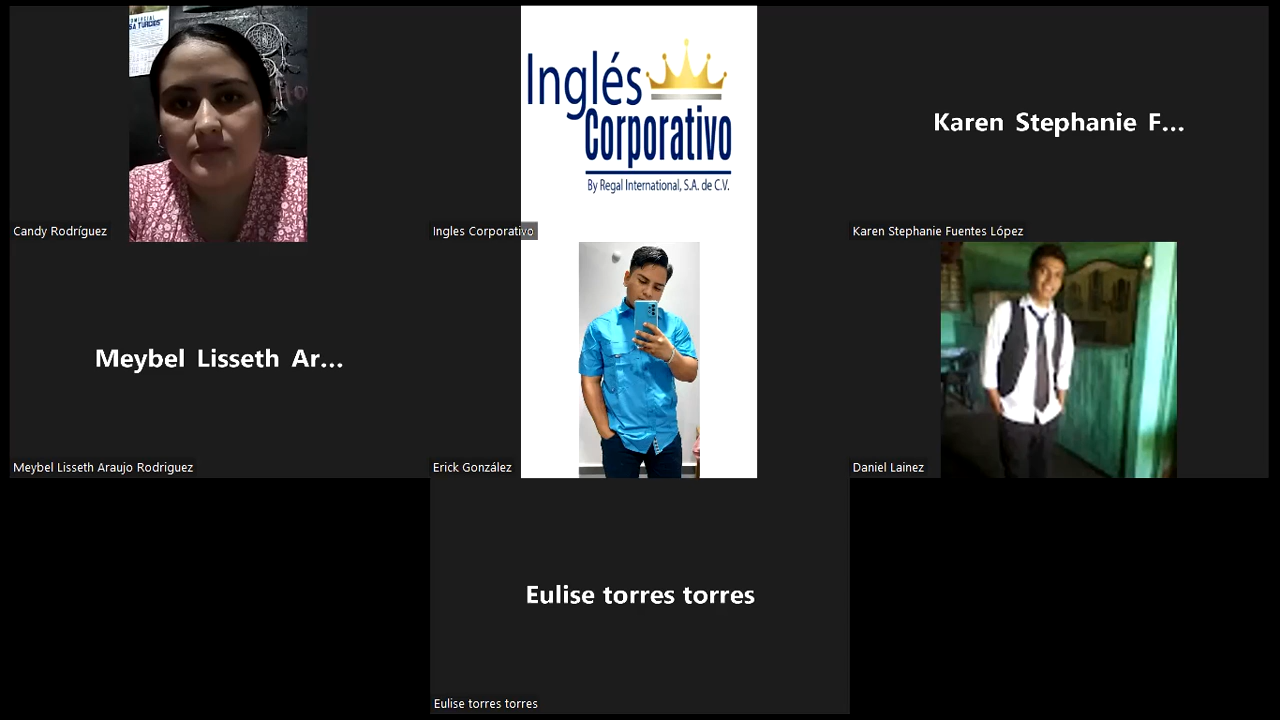 Inglés
Corporativo
By Regal International, S.A. de C.V.
Karen Stephanie F...
Candy Rodríguez
Ingles Corporativo
Karen Stephanie Fuentes López
Meybel Lisseth Ar...
Meybel Lisseth Araujo Rodriguez
Erick González
Daniel Lainez
Eulise torres torres
Eulise torres torres